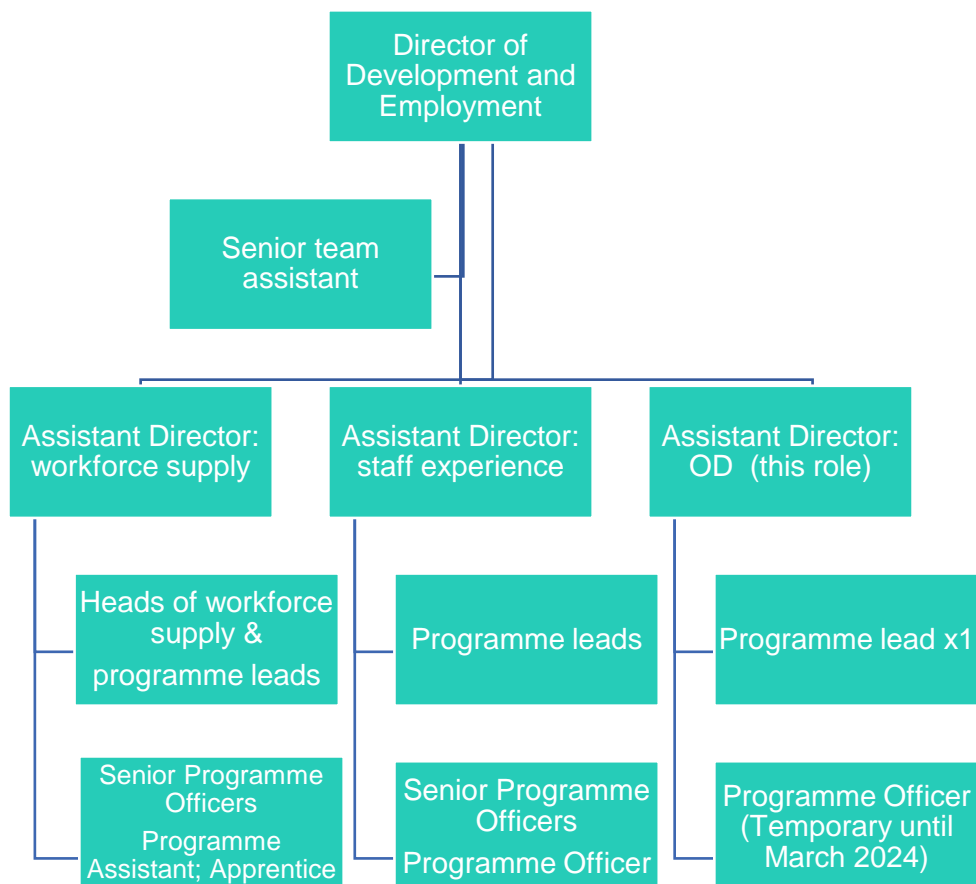 Director of
Development and
Employment
Senior team
assistant
Assistant Director:
workforce supply
Assistant Director:
staff experience
Assistant Director:
OD (this role)
Heads of workforce
supply &
programme leads
Programme leads
Programme lead x1
Senior Programme
Officers
Programme
Assistant; Apprentice
Senior Programme
Officers
Programme Officer
Programme Officer
(Temporary until
March 2024)